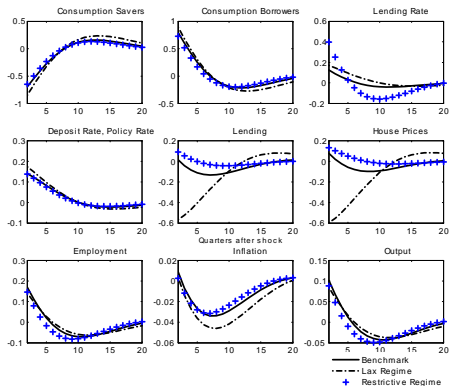 Consumption Savers
Consumption Borrowers
Lending Rate
0.5
0
-0.5
-1
5 10 15 20
1
0.5
0
-0.5
5 10 15 20
0.6
0.4
0.2
0
-0.2
5 10 15 20
Deposit Rate, Policy Rate
Lending
House Prices
0.3
0.2
0.1
0
-0.1
5 10 15 20
0.2
0
-0.2
-0.4
-0.6
5 10 15 20
0.2
0
-0.2
-0.4
-0.6
5 10 15 20
Quarters after shock
Employment
Inflation
Output
0.3
0.2
0.1
0
-0.1
5 10 15 20
0.02
0
-0.02
-0.04
-0.06
5 10 15 20
0.15
0.10
0.05
0
-0.05
5 10 15 20
Benchmark
Lax Regime
Restrictive Regime